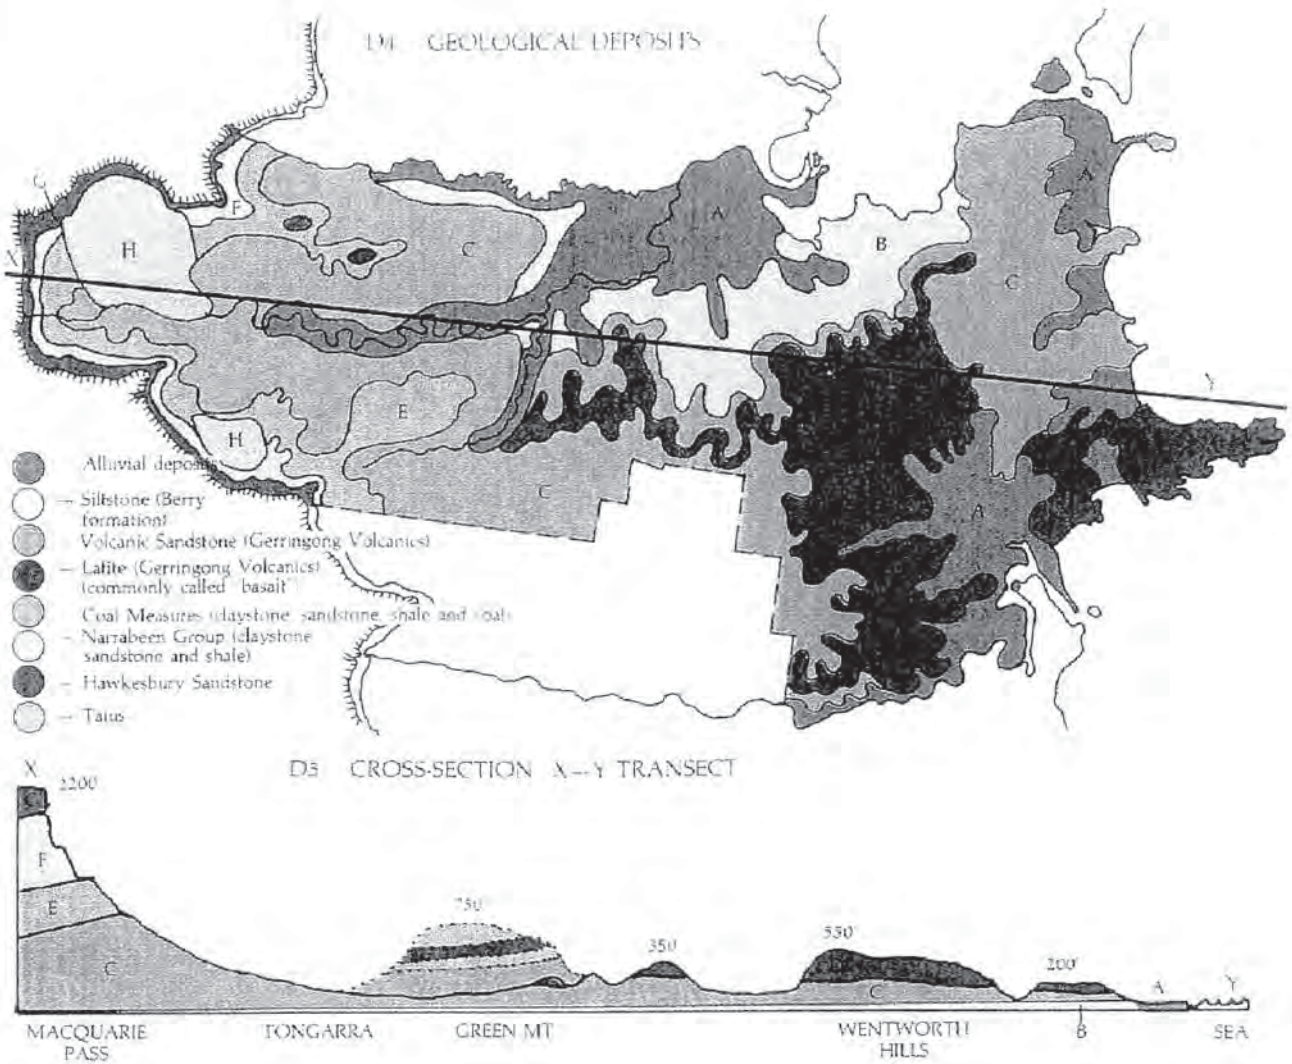 D4 GEOLOGICAL DEPOSITS
A
G
F
H
C
A
B
X
C
Y
E
H
C
A
Alluvial deposits
— Siltstone (Berry
formation)
Volcanic Sandstone (Gerringong Volcanics)
— Latite (Gerringong Volcanics)
(commonly called "basalt"
Coal Measures (claystone, sandstone, shale and coal)
— Narrabeen Group (claystone
sandstone and shale)
— Hawkesbury Sandstone
— Talus
D3 CROSS-SECTION X—Y TRANSECT
X
2200'
F
E
C
750'
350'
550'
C
200'
A
Y
MACQUARIE
PASS
TONGARRA
GREEN MT
WENTWORTH
HILLS
B
SEA